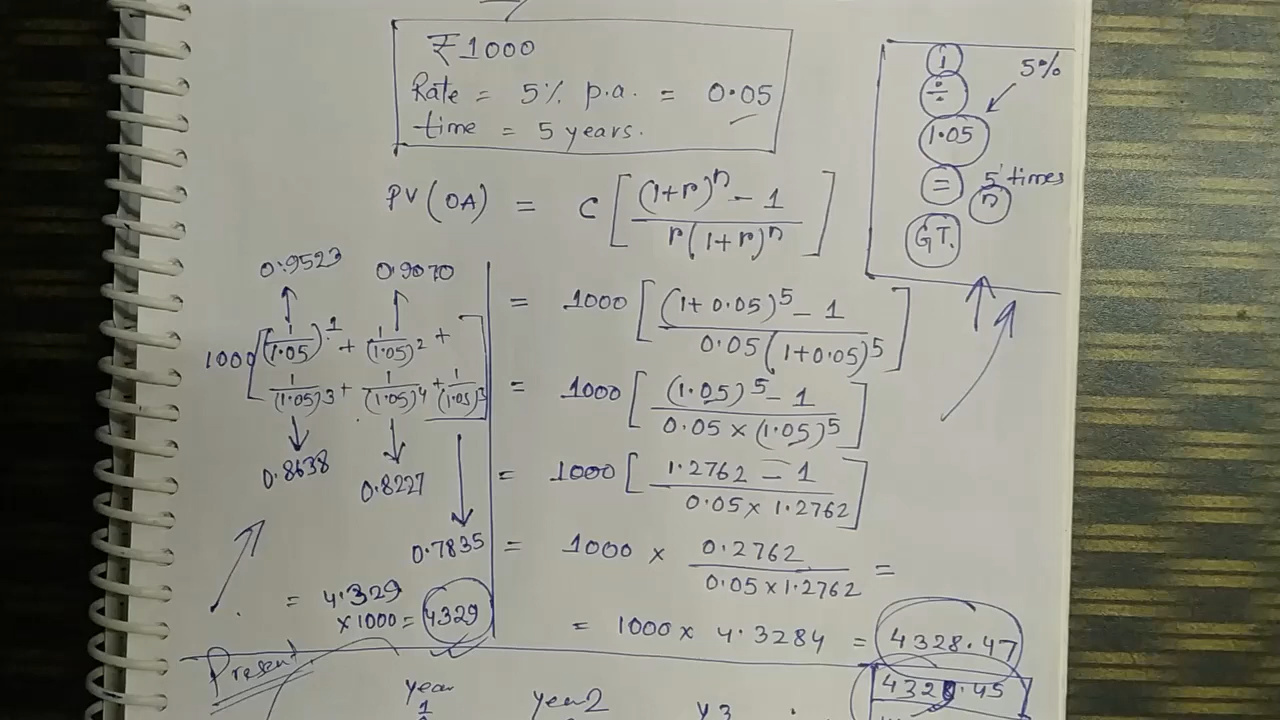 ₹1000
Rate = 5% p.a. = 0.05
time = 5 years.
1
÷
5%
1.05
= 5 times
n
GT.
PV(OA) = C[((1+r)^n - 1)/(r(1+r)^n)]
0.9523 0.9070
1000[(1/1.05)^1 + 1/(1.05)^2 +
1/(1.05)^3 + 1/(1.05)^4 + 1/(1.05)^5]
0.8638 0.8227
0.7835
= 4.329
×1000 = 4329
= 1000[((1+0.05)^5 - 1)/(0.05(1+0.05)^5)]
= 1000[((1.05)^5 - 1)/(0.05×(1.05)^5)]
= 1000[(1.2762 - 1)/(0.05×1.2762)]
= 1000 × 0.2762/(0.05×1.2762) =
= 1000 × 4.3284 = 4328.47
4328.45
Present
year 1 year2 Y3